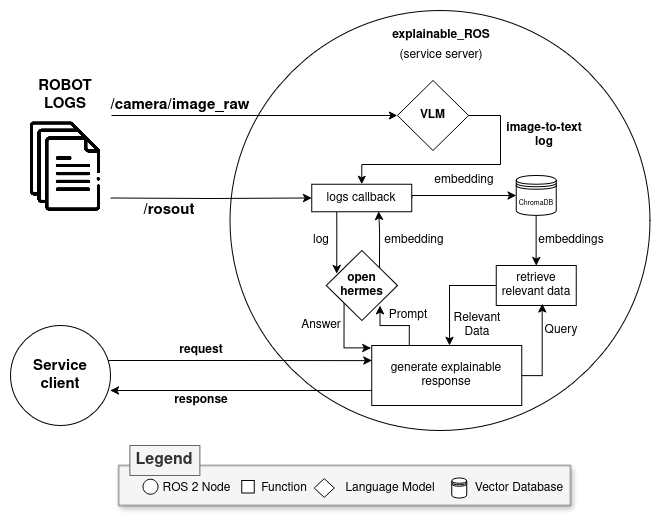 explainable_ROS
(service server)
ROBOT
LOGS
/camera/image_raw
VLM
image-to-text
log
embedding
logs callback
ChromaDB
/rosout
log
embedding
embeddings
open
hermes
retrieve
relevant data
Answer
Prompt
Relevant
Data
Query
request
generate explainable
response
Service
client
response
Legend
ROS 2 Node
Function
Language Model
Vector Database